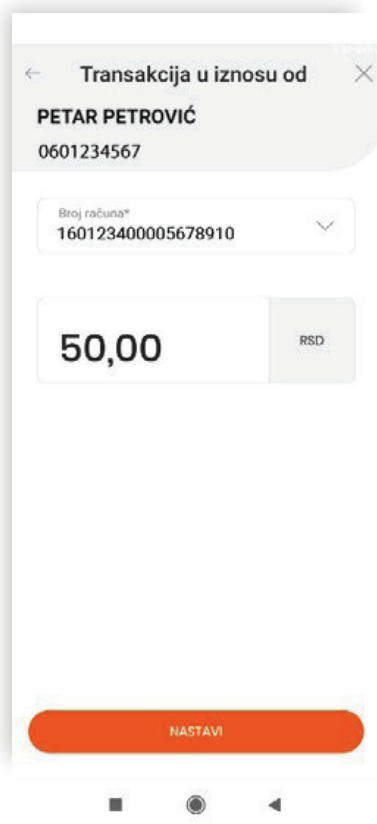 Transakcija u iznosu od
PETAR PETROVIĆ
0601234567
Broj računa*
160123400005678910
50,00
RSD
NASTAVI